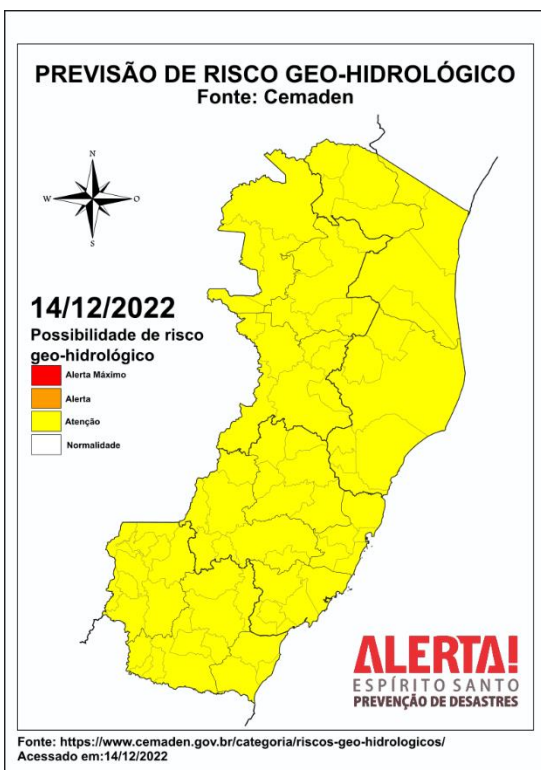 PREVISÃO DE RISCO GEO-HIDROLÓGICO
Fonte: Cemaden
N
W
O
S
14/12/2022
Possibilidade de risco
geo-hidrológico
Alerta Máximo
Alerta
Atenção
Normalidade
ALERTA!
ESPÍRITO SANTO
PREVENÇÃO DE DESASTRES
Fonte: https://www.cemaden.gov.br/categoria/riscos-geo-hidrologicos/
Acessado em:14/12/2022